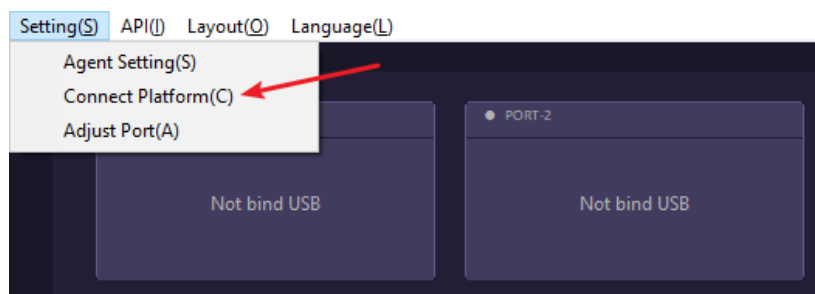 Setting(S) API(I) Layout(O) Language(L)
Agent Setting(S)
Connect Platform(C)
Adjust Port(A)
PORT-2
Not bind USB
Not bind USB